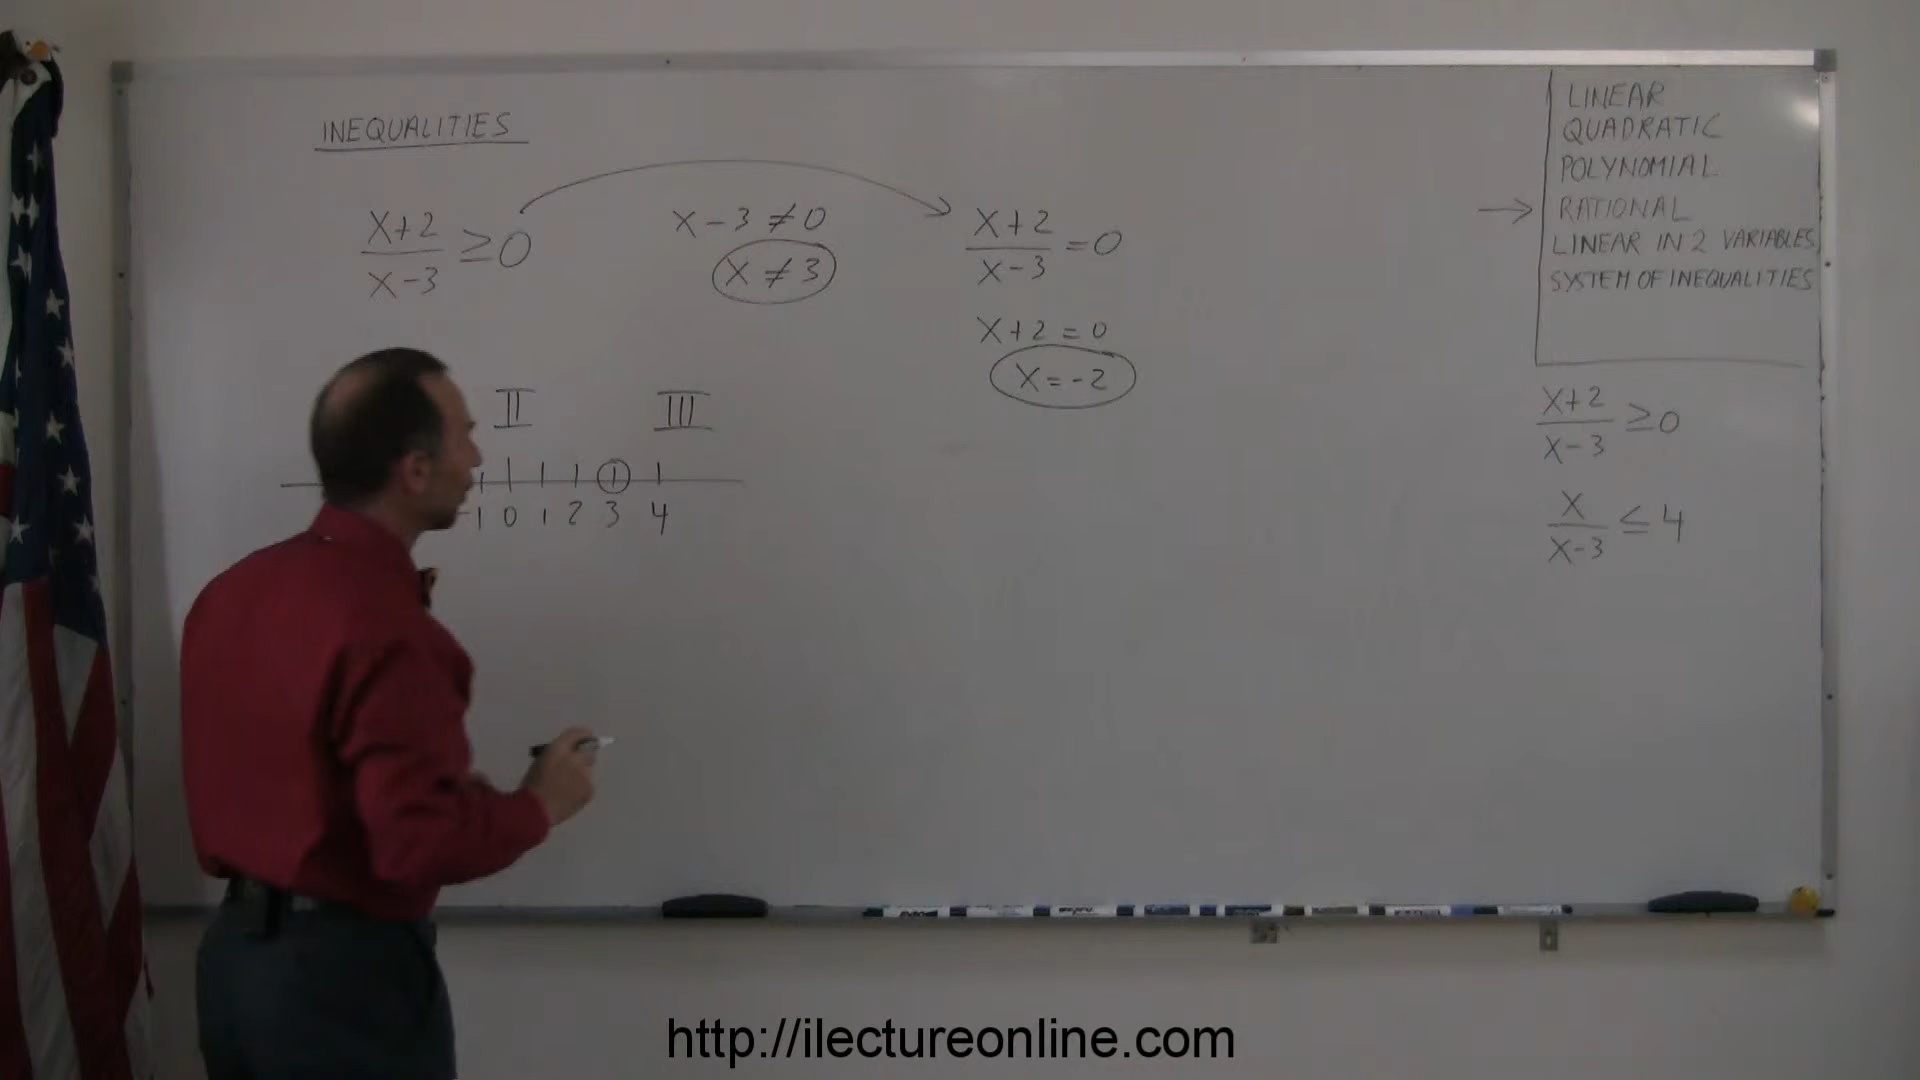 INEQUALITIES
X+2
X-3
≥0
X-3≠0
X≠3
X+2
X-3
=0
X+2=0
X=-2
II III
-1 0 1 2 3 4
→
LINEAR
QUADRATIC
POLYNOMIAL
RATIONAL
LINEAR IN 2 VARIABLES
SYSTEM OF INEQUALITIES
X+2
X-3
≥0
X
X-3
≤4
http://ilectureonline.com